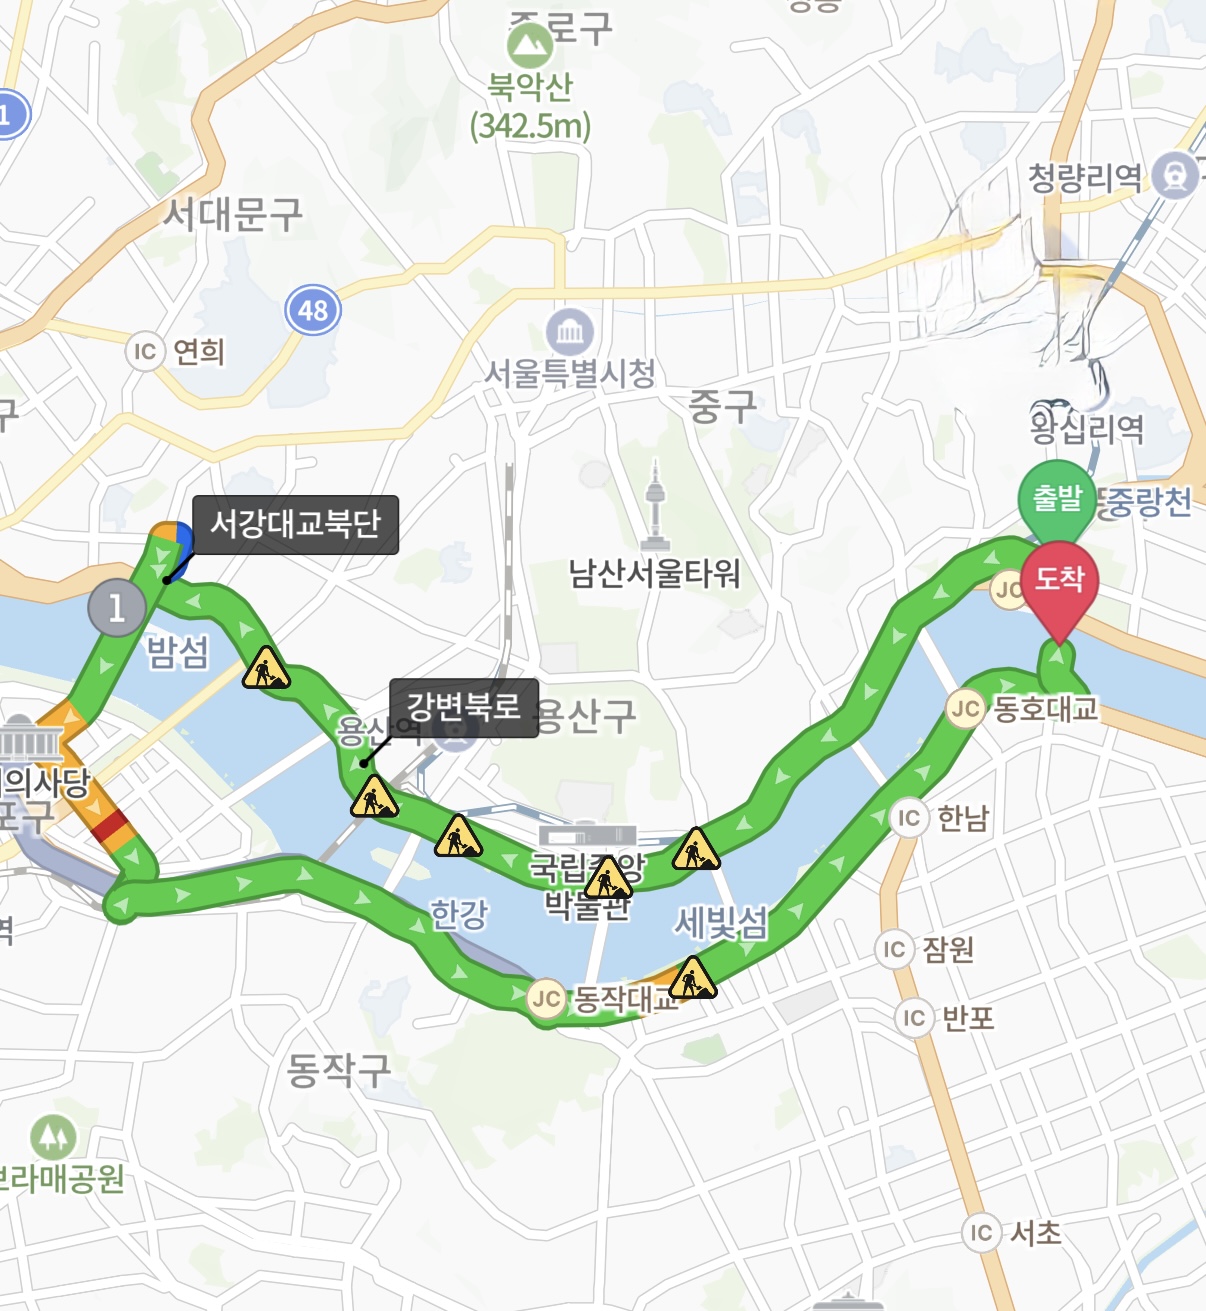 북악산
(342.5m)
1
청량리역
서대문구
48
IC 연희
서울특별시청
중구
구
왕십리역
출발
중랑천
서강대교북단
남산서울타워
도착
JC
1
밤섬
강변북로
용산구
JC 동호대교
의사당
포구
IC 한남
국립중앙
박물관
한강
세빛섬
역
IC 잠원
JC 동작대교
IC 반포
동작구
보라매공원
IC 서초